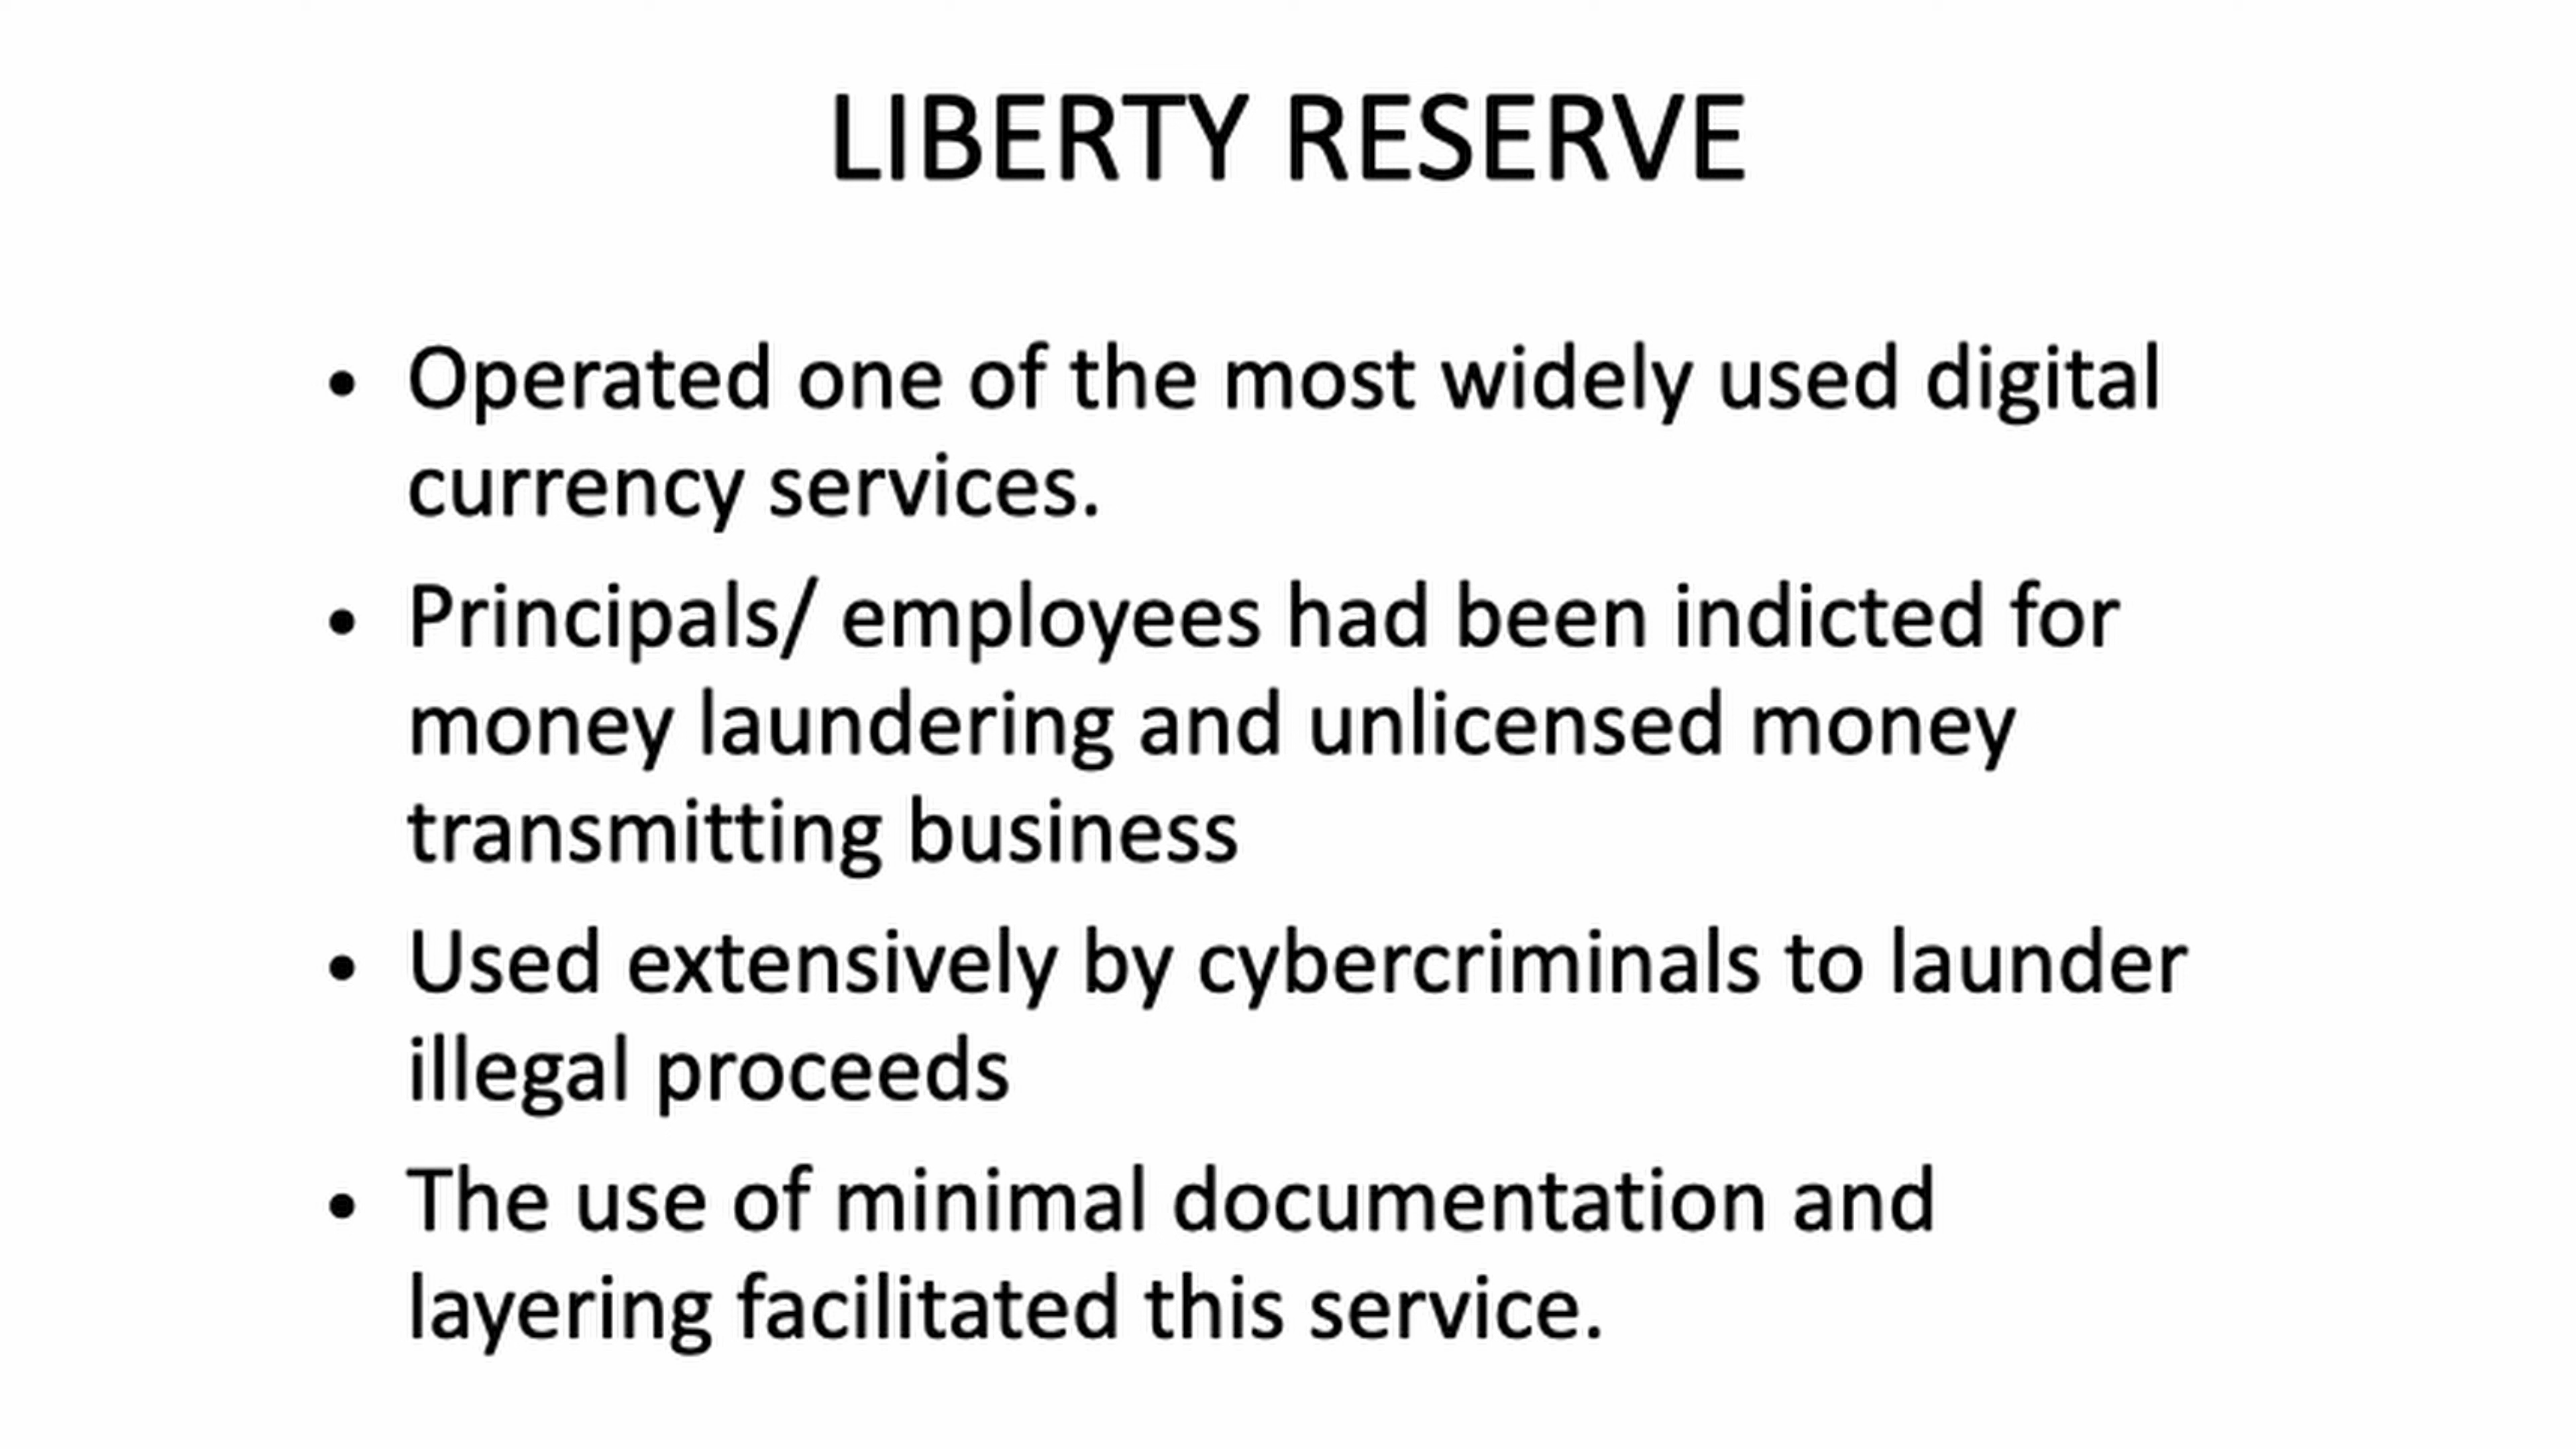 LIBERTY RESERVE
• Operated one of the most widely used digital
currency services.
• Principals/ employees had been indicted for
money laundering and unlicensed money
transmitting business
• Used extensively by cybercriminals to launder
illegal proceeds
• The use of minimal documentation and
layering facilitated this service.